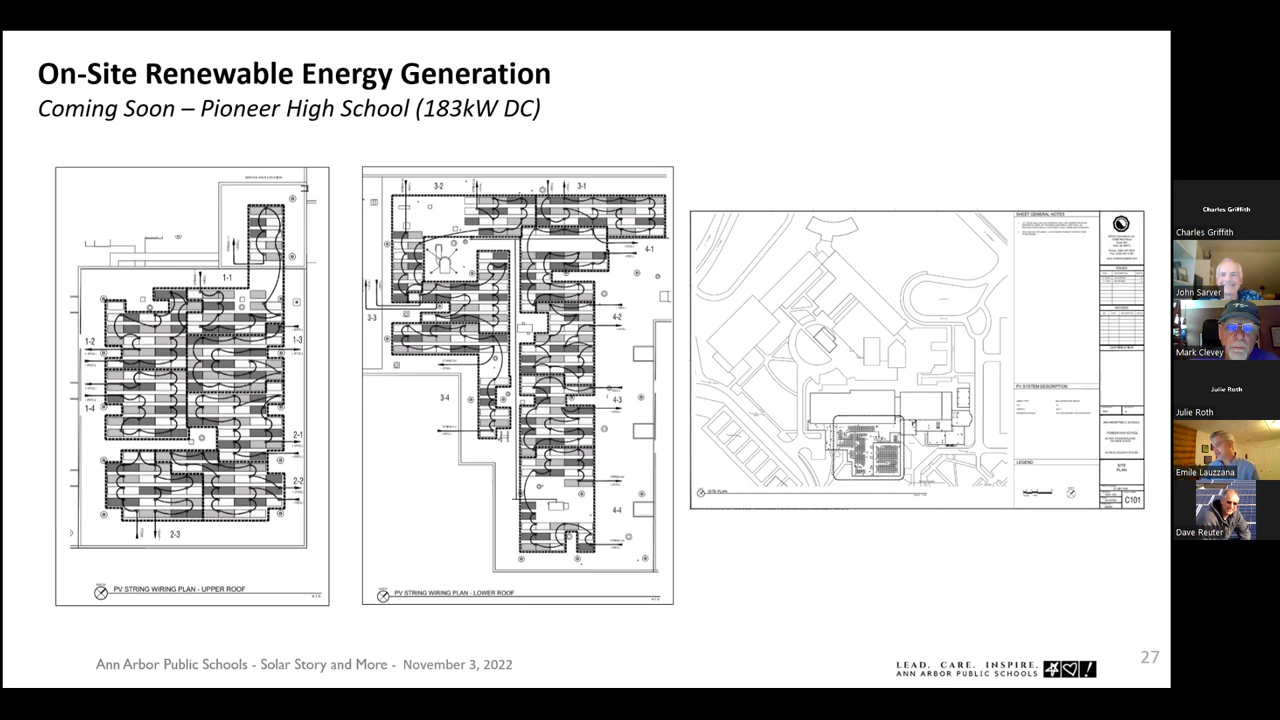 On-Site Renewable Energy Generation
Coming Soon – Pioneer High School (183kW DC)
1-1
1-2
1-3
1-4
2-1
2-2
2-3
PV STRING WIRING PLAN - UPPER ROOF
3-2
3-1
4-1
3-3
4-2
3-4
4-3
4-4
PV STRING WIRING PLAN - LOWER ROOF
SHEET GENERAL NOTES
PV SYSTEM DESCRIPTION
LEGEND
SITE PLAN
SITE PLAN
C101
Charles Griffith
Charles Griffith
John Sarver
Mark Clevey
Julie Roth
Julie Roth
Emile Lauzzana
Dave Reuter
Ann Arbor Public Schools - Solar Story and More - November 3, 2022
LEAD. CARE. INSPIRE.
ANN ARBOR PUBLIC SCHOOLS
27